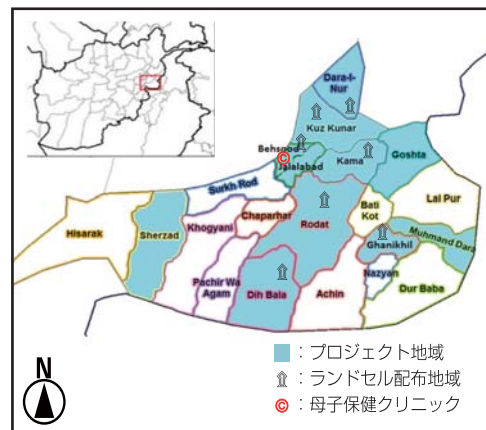 Dara-I-
Nur
Kuz Kunar
Behsood
Jalalabad
Kama
Goshta
Surkh Rod
Lal Pur
Bati
Kot
Hisarak
Sherzad
Khogyani
Chaparhar
Rodat
Muhmand Dara
Ghanikhil
Pachir Wa
Agam
Dih Bala
Achin
Nazyan
Dur Baba
N
：プロジェクト地域
：ランドセル配布地域
C：母子保健クリニック